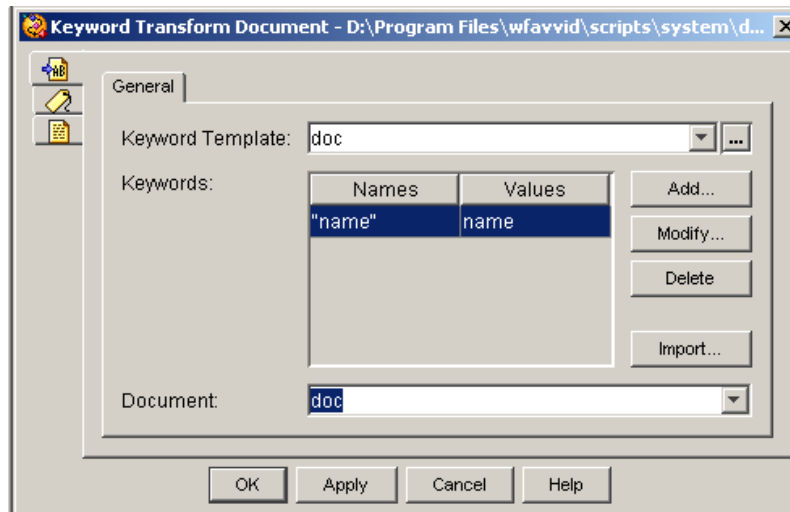 Keyword Transform Document - D:\Program Files\wfavvid\scripts\system\d...
General
Keyword Template: doc ...
Keywords: Names Values Add...
"name" name Modify...
Delete
Import...
Document: doc
OK Apply Cancel Help